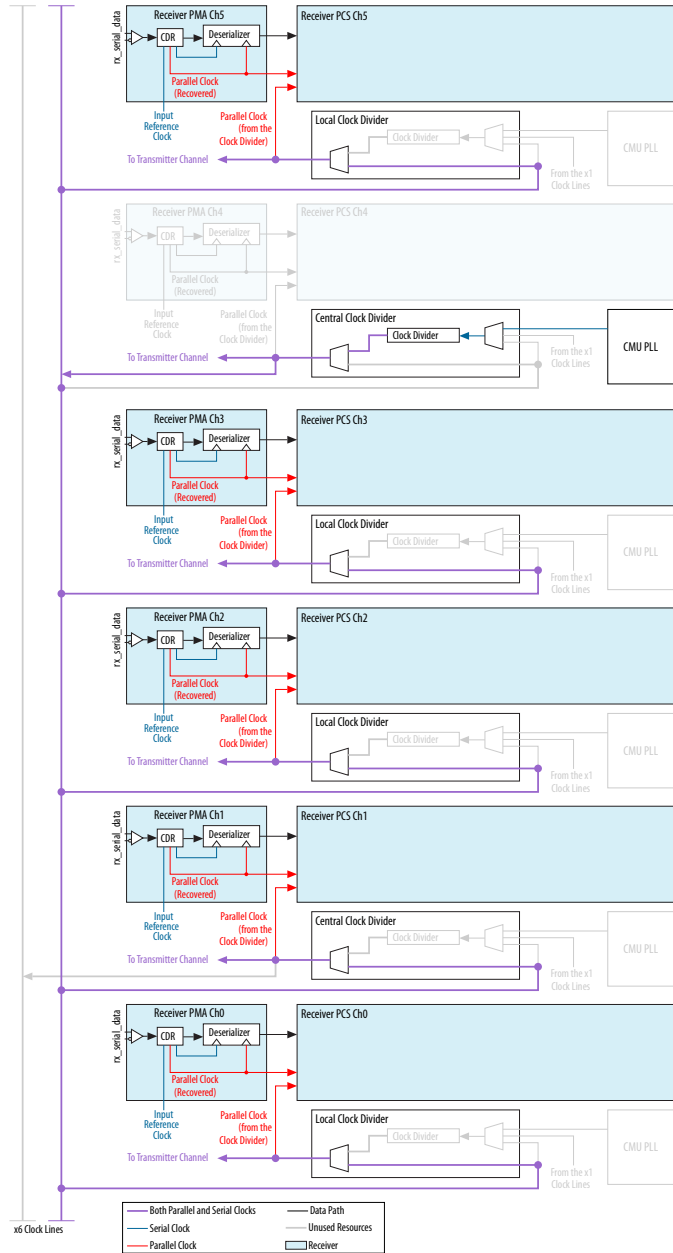 Receiver PMA Ch5
Receiver PCS Ch5
rx_serial_data
CDR
Deserializer
Parallel Clock
(Recovered)
Input
Reference
Clock
Parallel Clock
(from the
Clock Divider)
Local Clock Divider
Clock Divider
CMU PLL
From the x1
Clock Lines
To Transmitter Channel
Receiver PMA Ch4
Receiver PCS Ch4
rx_serial_data
CDR
Deserializer
Parallel Clock
(Recovered)
Input
Reference
Clock
Parallel Clock
(from the
Clock Divider)
Central Clock Divider
Clock Divider
CMU PLL
From the x1
Clock Lines
To Transmitter Channel
Receiver PMA Ch3
Receiver PCS Ch3
rx_serial_data
CDR
Deserializer
Parallel Clock
(Recovered)
Input
Reference
Clock
Parallel Clock
(from the
Clock Divider)
Local Clock Divider
Clock Divider
CMU PLL
From the x1
Clock Lines
To Transmitter Channel
Receiver PMA Ch2
Receiver PCS Ch2
rx_serial_data
CDR
Deserializer
Parallel Clock
(Recovered)
Input
Reference
Clock
Parallel Clock
(from the
Clock Divider)
Local Clock Divider
Clock Divider
CMU PLL
From the x1
Clock Lines
To Transmitter Channel
Receiver PMA Ch1
Receiver PCS Ch1
rx_serial_data
CDR
Deserializer
Parallel Clock
(Recovered)
Input
Reference
Clock
Parallel Clock
(from the
Clock Divider)
Central Clock Divider
Clock Divider
CMU PLL
From the x1
Clock Lines
To Transmitter Channel
Receiver PMA Ch0
Receiver PCS Ch0
rx_serial_data
CDR
Deserializer
Parallel Clock
(Recovered)
Input
Reference
Clock
Parallel Clock
(from the
Clock Divider)
Local Clock Divider
Clock Divider
CMU PLL
From the x1
Clock Lines
To Transmitter Channel
x6 Clock Lines
Both Parallel and Serial Clocks
Serial Clock
Parallel Clock
Data Path
Unused Resources
Receiver